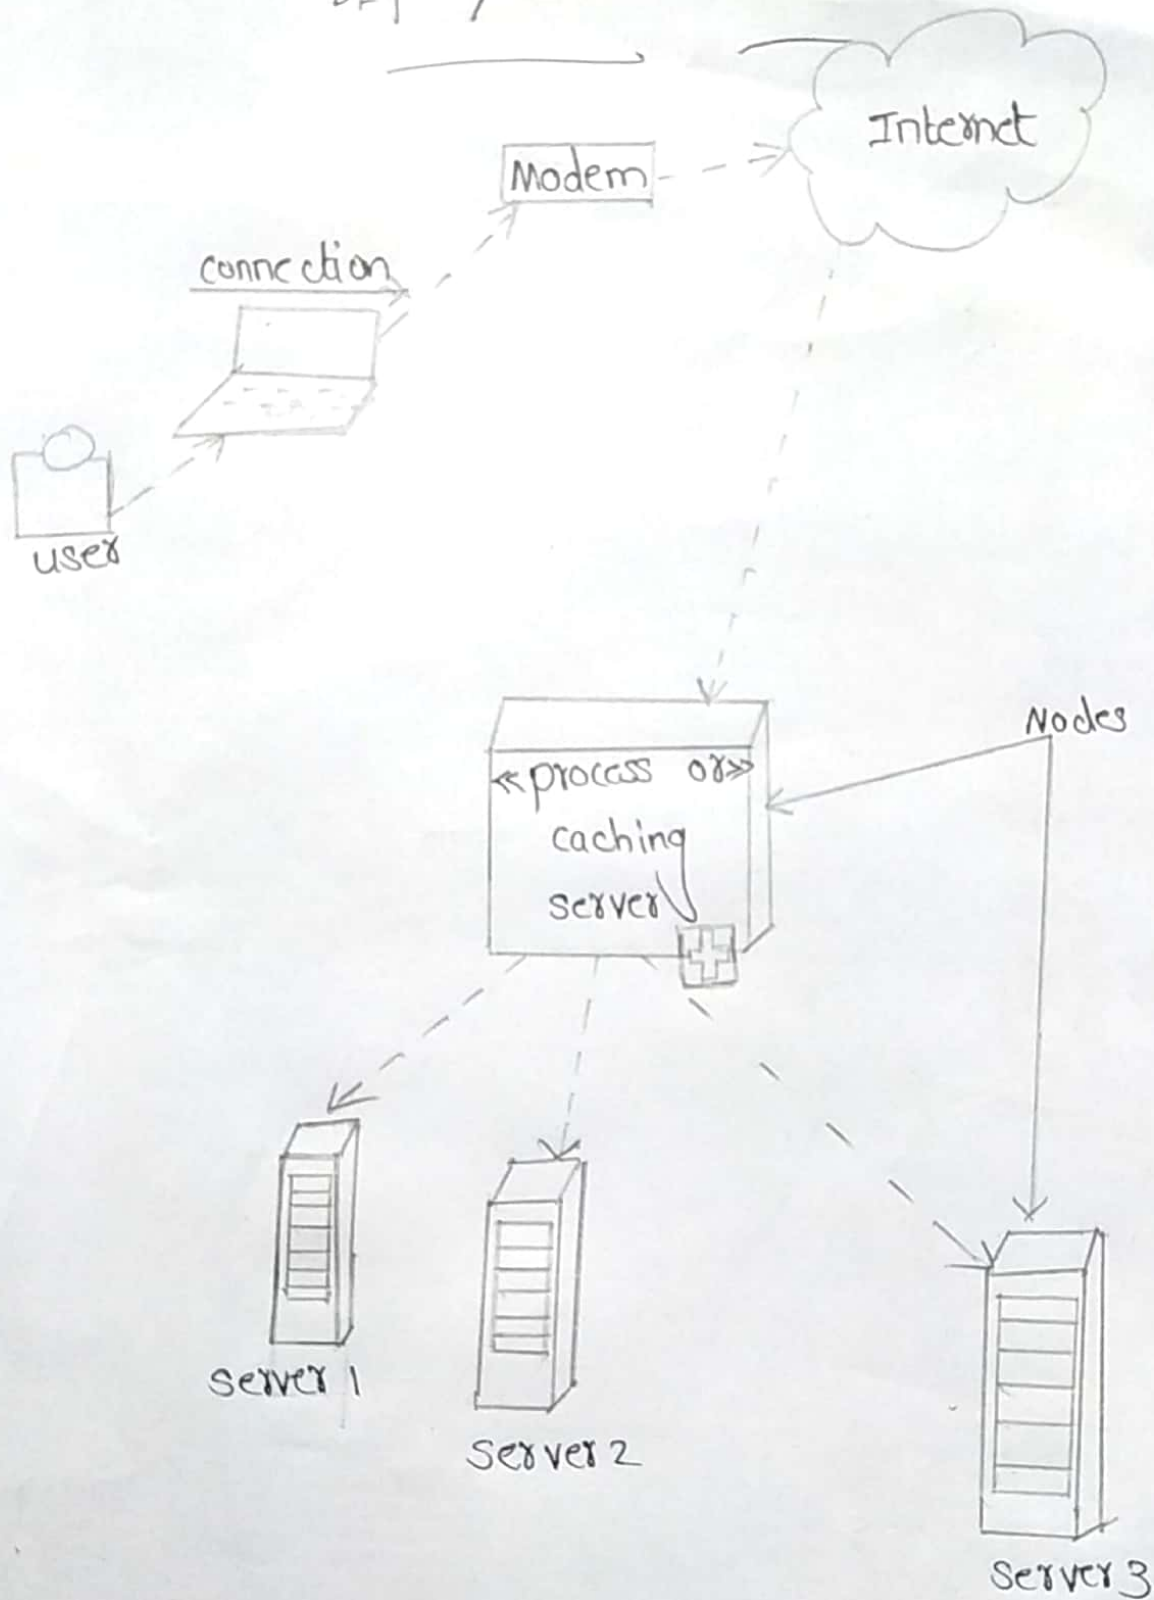 Internet
Modem
connection
user
Nodes
<<process or>>
caching
server
server 1
server 2
server 3